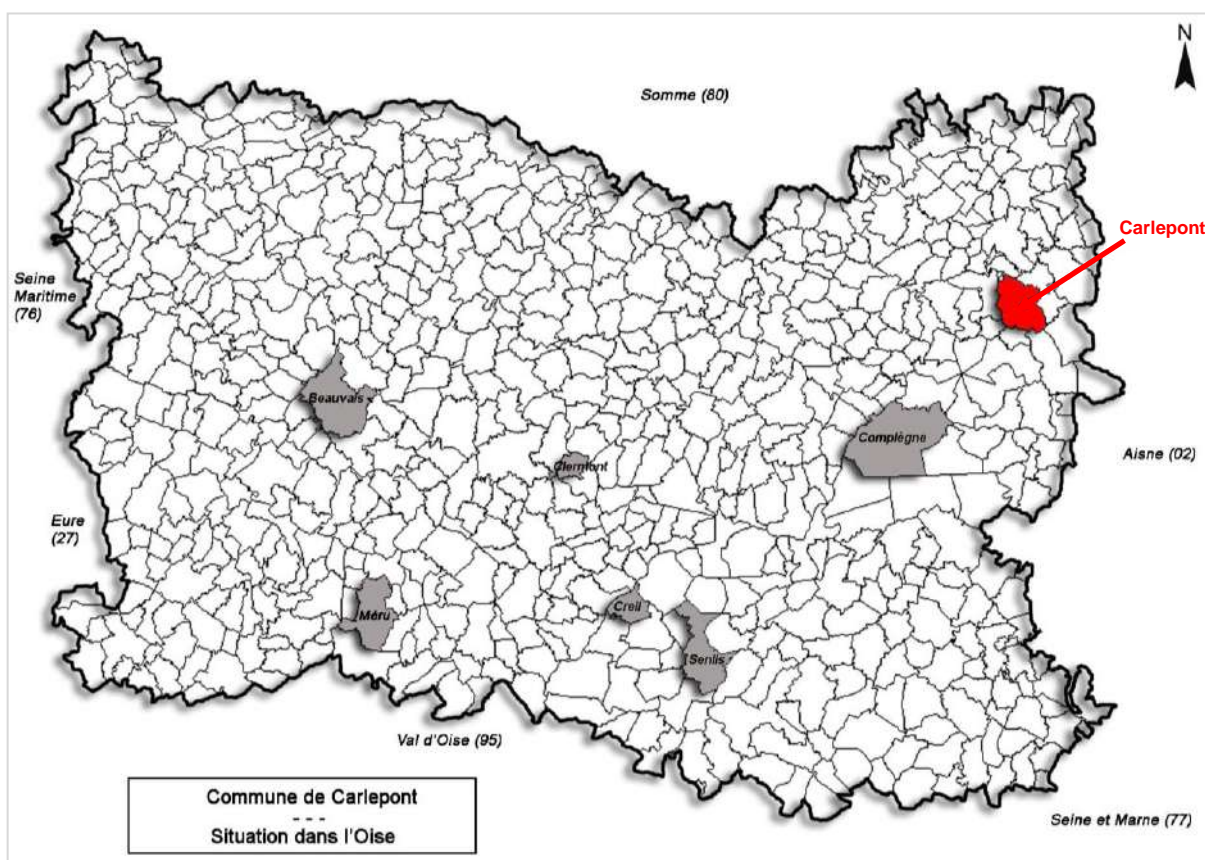 N
Somme (80)
Carlepont
Seine
Maritime
(76)
Beauvais
Compiègne
Clermont
Aisne (02)
Eure
(27)
Creil
Méru
Senlis
Val d'Oise (95)
Commune de Carlepont
- - -
Situation dans l'Oise
Seine et Marne (77)